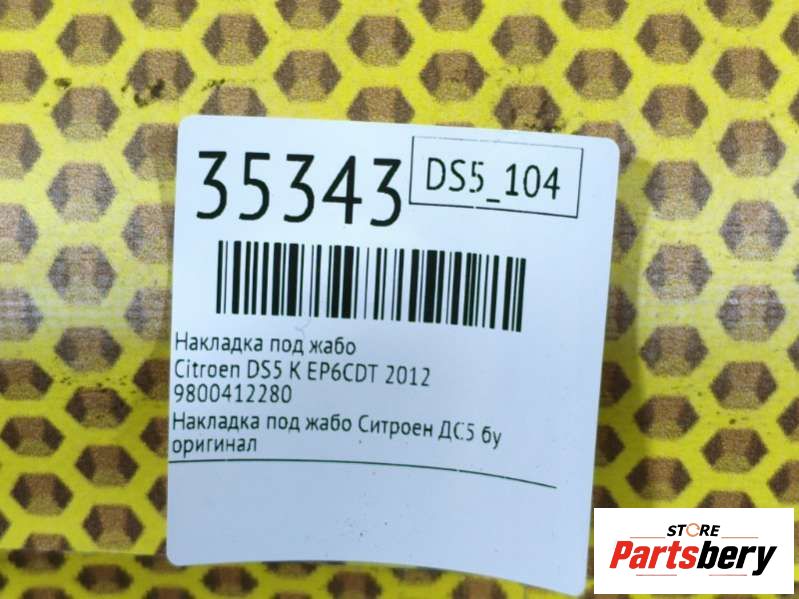 35343
DS5_104
Накладка под жабо
Citroen DS5 K EP6CDT 2012
9800412280
Накладка под жабо Ситроен ДС5 бу
оригинал
STORE
Partsbery